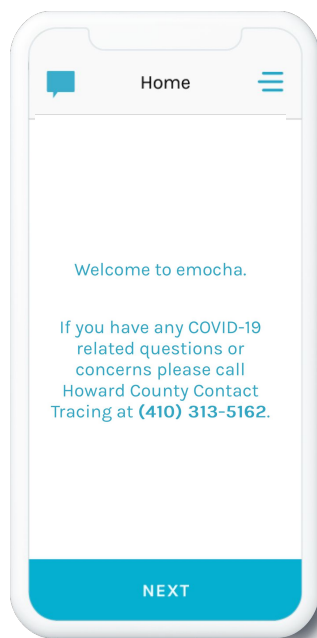 Home
Welcome to emocha.
If you have any COVID-19
related questions or
concerns please call
Howard County Contact
Tracing at (410) 313-5162.
NEXT